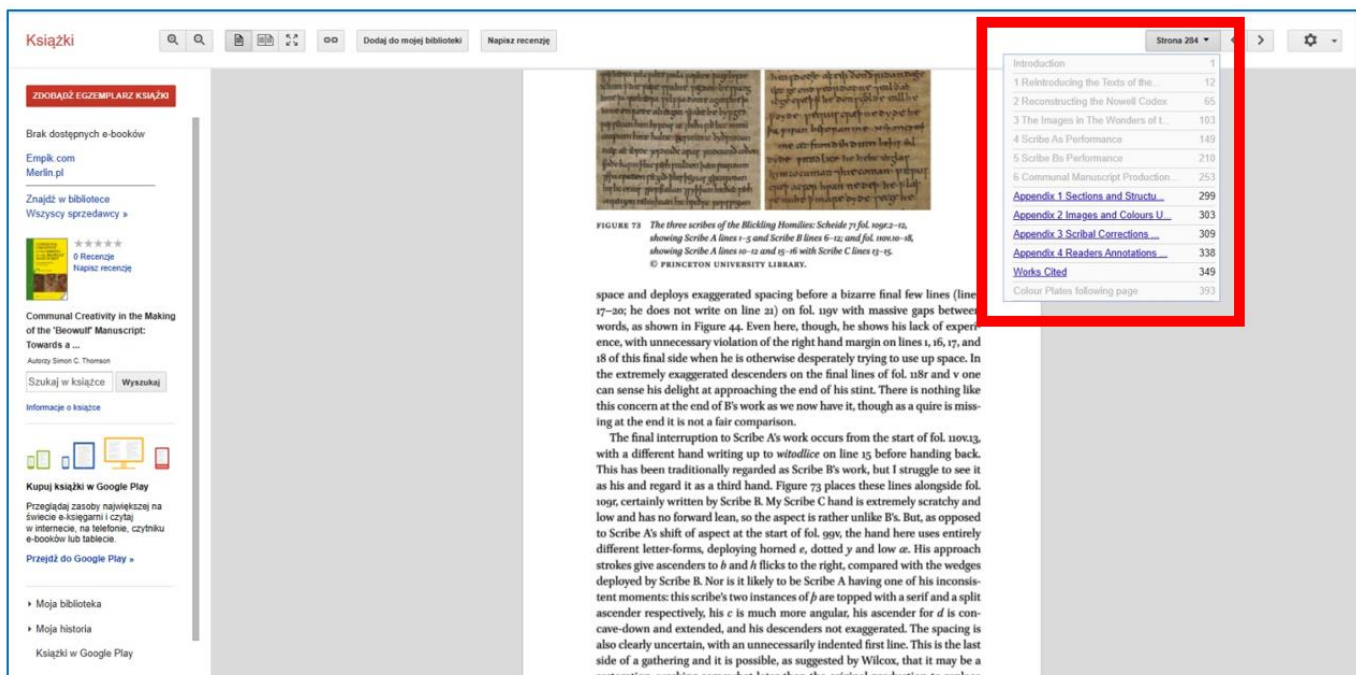 Książki
Dodaj do mojej biblioteki
Napisz recenzję
Strona 284
ZDOBĄDŹ EGZEMPLARZ KSIĄŻKI
Brak dostępnych e-booków
Empik.com
Merlin.pl
Znajdź w bibliotece
Wszyscy sprzedawcy »
0 Recenzje
Napisz recenzję
Communal Creativity in the Making
of the 'Beowulf' Manuscript:
Towards a ...
Autorzy Simon C. Thomson
Szukaj w książce
Wyszukaj
Informacje o książce
Kupuj książki w Google Play
Przeglądaj zasoby największej na
świecie e-księgarni i czytaj
w internecie, na telefonie, czytniku
e-booków lub tablecie.
Przejdź do Google Play »
Moja biblioteka
Moja historia
Książki w Google Play
FIGURE 73 The three scribes of the Blickling Homilies: Scheide 71 fol. 109r.2–12,
showing Scribe A lines 1–5 and Scribe B lines 6–12; and fol. 110v.10–18,
showing Scribe A lines 10–12 and 15–16 with Scribe C lines 13–15.
© PRINCETON UNIVERSITY LIBRARY.
space and deploys exaggerated spacing before a bizarre final few lines (line
17–20; he does not write on line 21) on fol. 119v with massive gaps between
words, as shown in Figure 44. Even here, though, he shows his lack of experi-
ence, with unnecessary violation of the right hand margin on lines 1, 16, 17, and
18 of this final side when he is otherwise desperately trying to use up space. In
the extremely exaggerated descenders on the final lines of fol. 118r and v one
can sense his delight at approaching the end of his stint. There is nothing like
this concern at the end of B's work as we now have it, though as a quire is miss-
ing at the end it is not a fair comparison.
The final interruption to Scribe A's work occurs from the start of fol. 110v.13,
with a different hand writing up to witodlice on line 15 before handing back.
This has been traditionally regarded as Scribe B's work, but I struggle to see it
as his and regard it as a third hand. Figure 73 places these lines alongside fol.
109r, certainly written by Scribe B. My Scribe C hand is extremely scratchy and
low and has no forward lean, so the aspect is rather unlike B's. But, as opposed
to Scribe A's shift of aspect at the start of fol. 99v, the hand here uses entirely
different letter-forms, deploying horned e, dotted y and low æ. His approach
strokes give ascenders to b and h flicks to the right, compared with the wedges
deployed by Scribe B. Nor is it likely to be Scribe A having one of his inconsis-
tent moments: this scribe's two instances of þ are topped with a serif and a split
ascender respectively, his c is much more angular, his ascender for d is con-
cave-down and extended, and his descenders not exaggerated. The spacing is
also clearly uncertain, with an unnecessarily indented first line. This is the last
side of a gathering and it is possible, as suggested by Wilcox, that it may be a
Introduction 1
1 Reintroducing the Texts of the... 12
2 Reconstructing the Nowell Codex 65
3 The Images in The Wonders of t... 103
4 Scribe As Performance 149
5 Scribe Bs Performance 210
6 Communal Manuscript Production... 253
Appendix 1 Sections and Structu... 299
Appendix 2 Images and Colours U... 303
Appendix 3 Scribal Corrections ... 309
Appendix 4 Readers Annotations ... 338
Works Cited 349
Colour Plates following page 393